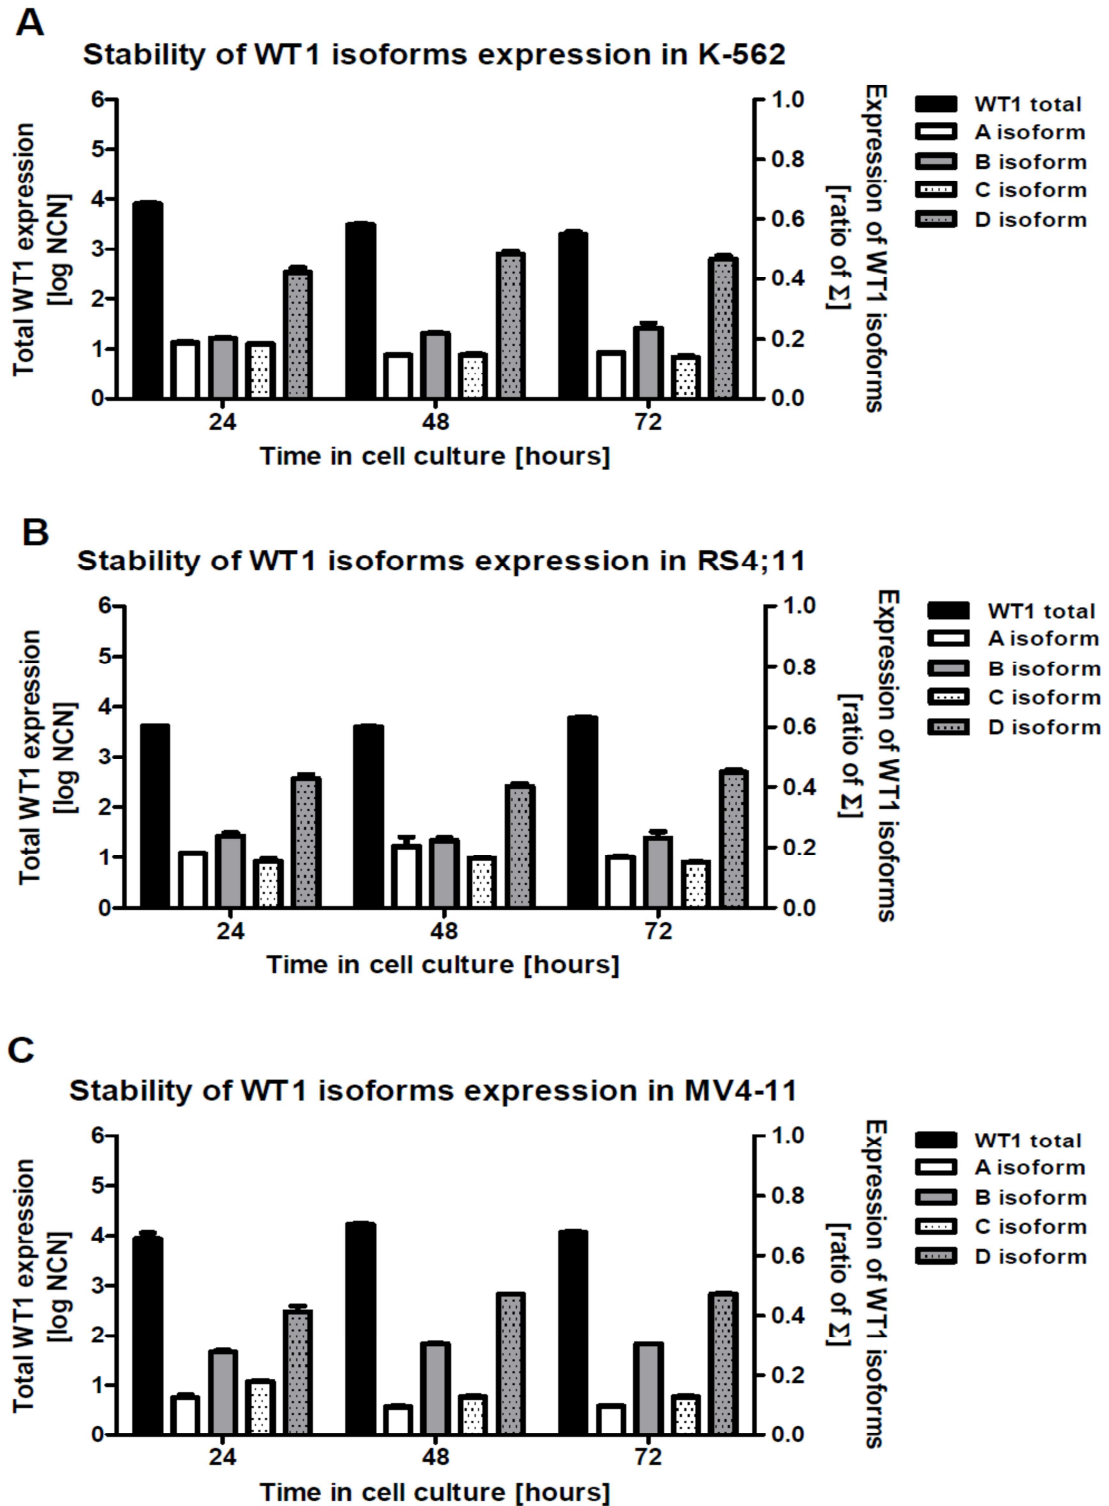 A
Stability of WT1 isoforms expression in K-562
Total WT1 expression
[log NCN]
6
5
4
3
2
1
0
24
48
72
Time in cell culture [hours]
1.0
0.8
0.6
0.4
0.2
0.0
Expression of WT1 isoforms
[ratio of Σ]
WT1 total
A isoform
B isoform
C isoform
D isoform
B
Stability of WT1 isoforms expression in RS4;11
Total WT1 expression
[log NCN]
6
5
4
3
2
1
0
24
48
72
Time in cell culture [hours]
1.0
0.8
0.6
0.4
0.2
0.0
Expression of WT1 isoforms
[ratio of Σ]
WT1 total
A isoform
B isoform
C isoform
D isoform
C
Stability of WT1 isoforms expression in MV4-11
Total WT1 expression
[log NCN]
6
5
4
3
2
1
0
24
48
72
Time in cell culture [hours]
1.0
0.8
0.6
0.4
0.2
0.0
Expression of WT1 isoforms
[ratio of Σ]
WT1 total
A isoform
B isoform
C isoform
D isoform